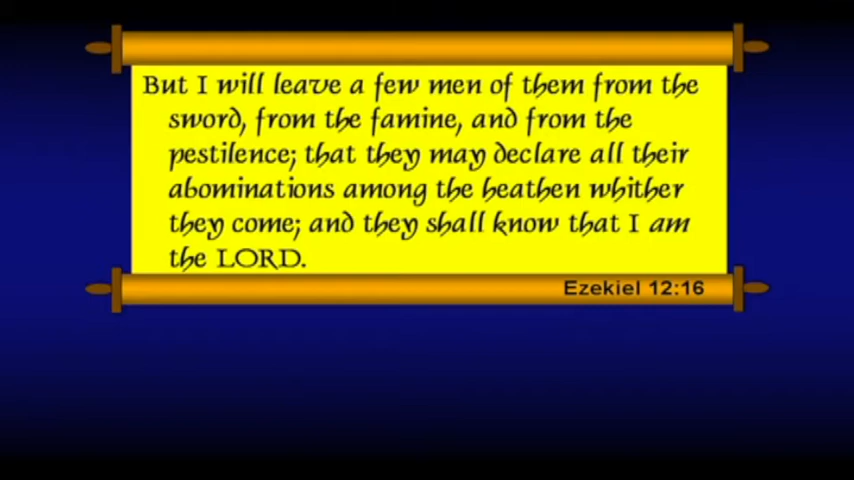 But I will leave a few men of them from the
sword, from the famine, and from the
pestilence; that they may declare all their
abominations among the heathen whither
they come; and they shall know that I am
the LORD.
Ezekiel 12:16